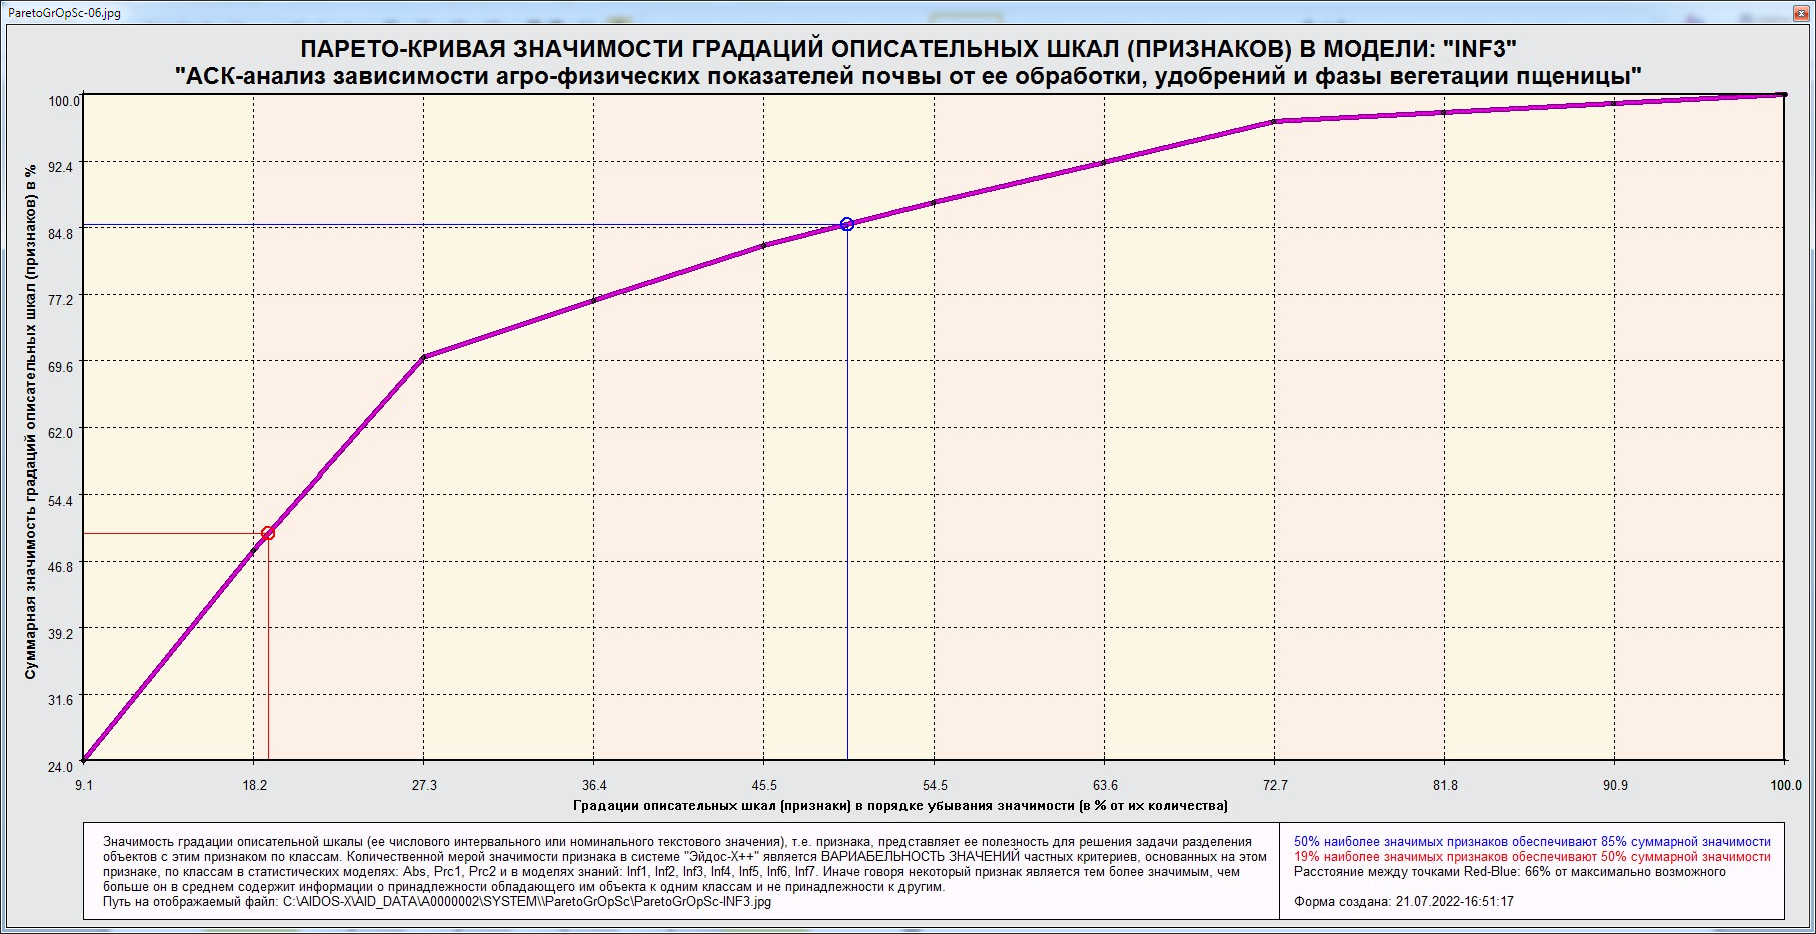 ParetoGrOpSc-06.jpg
ПАРЕТО-КРИВАЯ ЗНАЧИМОСТИ ГРАДАЦИЙ ОПИСАТЕЛЬНЫХ ШКАЛ (ПРИЗНАКОВ) В МОДЕЛИ: "INF3"
"АСК-анализ зависимости агро-физических показателей почвы от ее обработки, удобрений и фазы вегетации пщеницы"
Суммарная значимость градаций описательных шкал (признаков) в %
100.0
92.4
84.8
77.2
69.6
62.0
54.4
46.8
39.2
31.6
24.0
9.1 18.2 27.3 36.4 45.5 54.5 63.6 72.7 81.8 90.9 100.0
Градации описательных шкал (признаки) в порядке убывания значимости (в % от их количества)
Значимость градации описательной шкалы (ее числового интервального или номинального текстового значения), т.е. признака, представляет ее полезность для решения задачи разделения
объектов с этим признаком по классам. Количественной мерой значимости признака в системе "Эйдос-Х++" является ВАРИАБЕЛЬНОСТЬ ЗНАЧЕНИЙ частных критериев, основанных на этом
признаке, по классам в статистических моделях: Abs, Prc1, Prc2 и в моделях знаний: Inf1, Inf2, Inf3, Inf4, Inf5, Inf6, Inf7. Иначе говоря некоторый признак является тем более значимым, чем
больше он в среднем содержит информации о принадлежности обладающего им объекта к одним классам и не принадлежности к другим.
Путь на отображаемый файл: C:\AIDOS-X\AID_DATA\A0000002\SYSTEM\\ParetoGrOpSc\ParetoGrOpSc-INF3.jpg
50% наиболее значимых признаков обеспечивают 85% суммарной значимости
19% наиболее значимых признаков обеспечивают 50% суммарной значимости
Расстояние между точками Red-Blue: 66% от максимально возможного
Форма создана: 21.07.2022-16:51:17